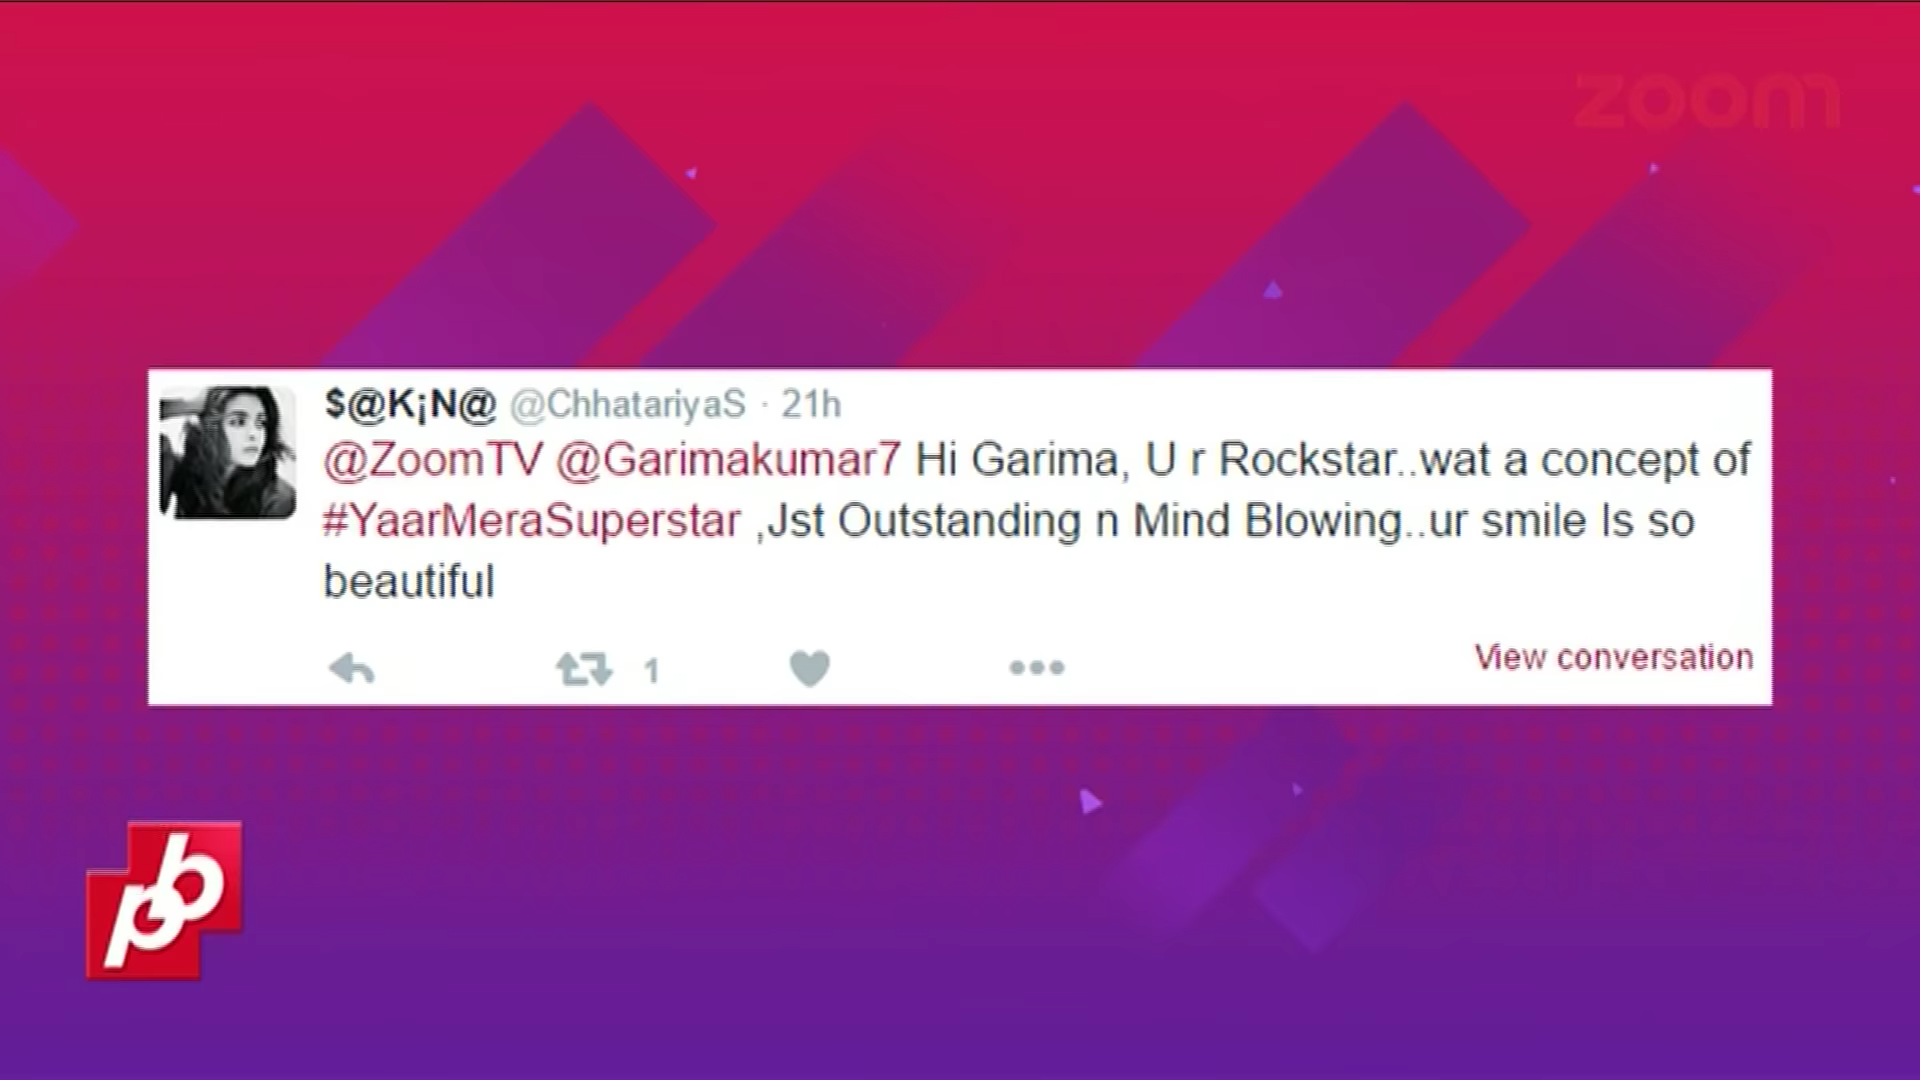 zoom
$@K¡N@ @ChhatariyaS · 21h
@ZoomTV @Garimakumar7 Hi Garima, U r Rockstar..wat a concept of
#YaarMeraSuperstar ,Jst Outstanding n Mind Blowing..ur smile Is so
beautiful
1
View conversation
pb